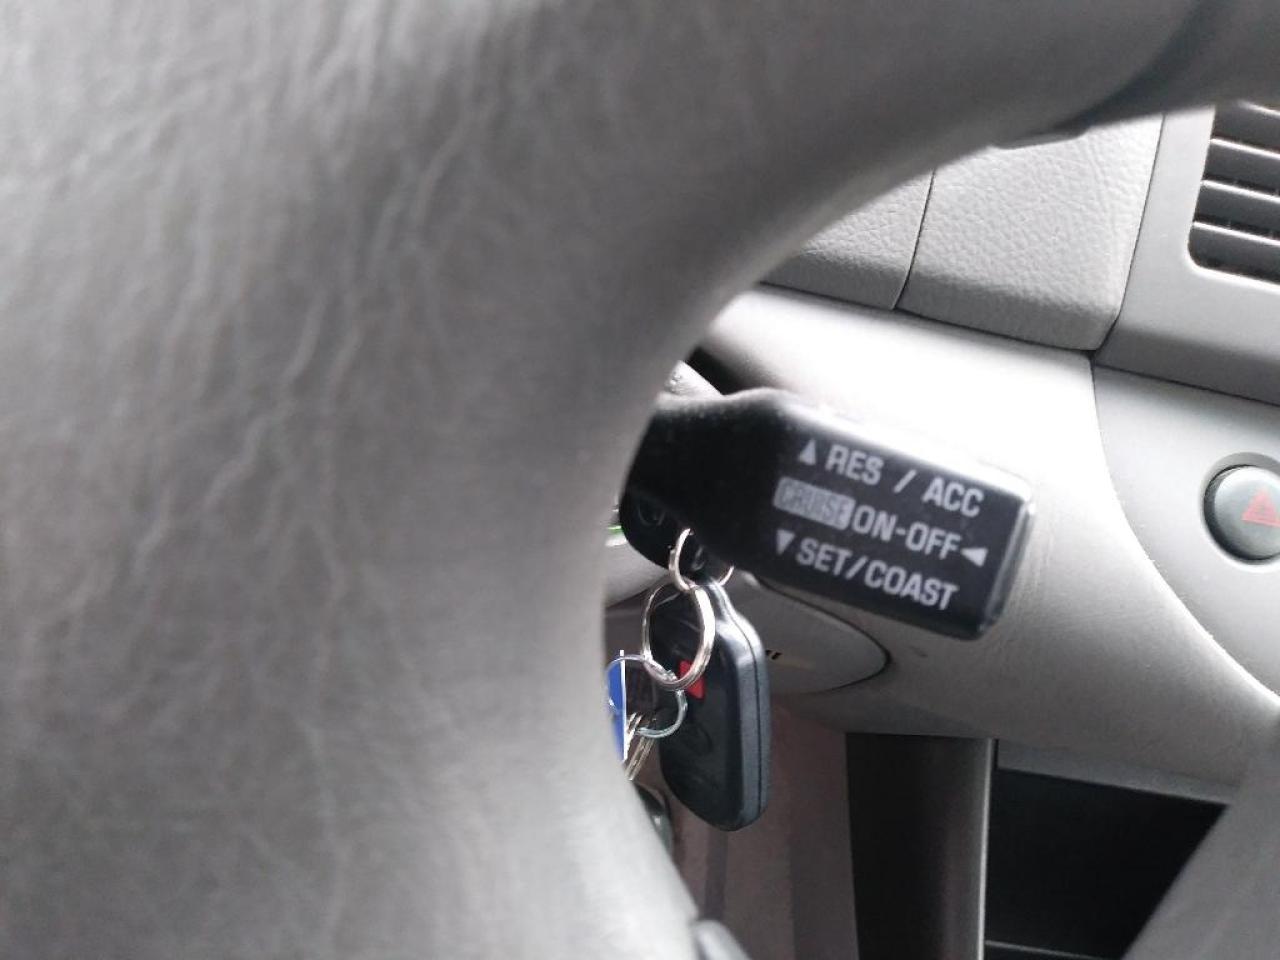 ▲ RES / ACC
CRUISE ON-OFF ◄
▼ SET/COAST